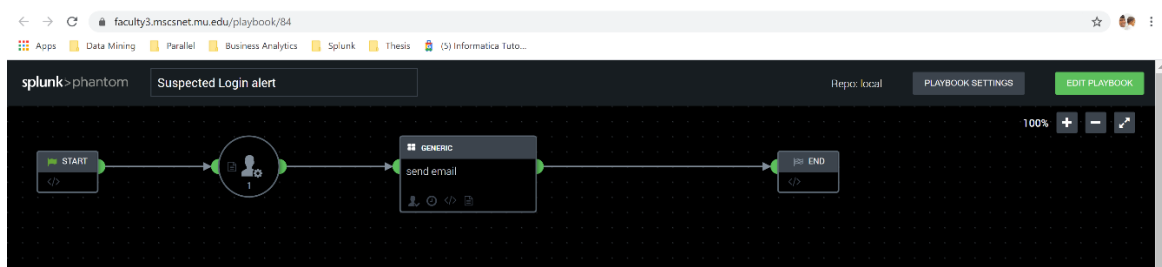 faculty3.mscsnet.mu.edu/playbook/84
Apps Data Mining Parallel Business Analytics Splunk Thesis (5) Informatica Tuto...
splunk>phantom Suspected Login alert Repo: local PLAYBOOK SETTINGS EDIT PLAYBOOK
100%
START
1
GENERIC
send email
END